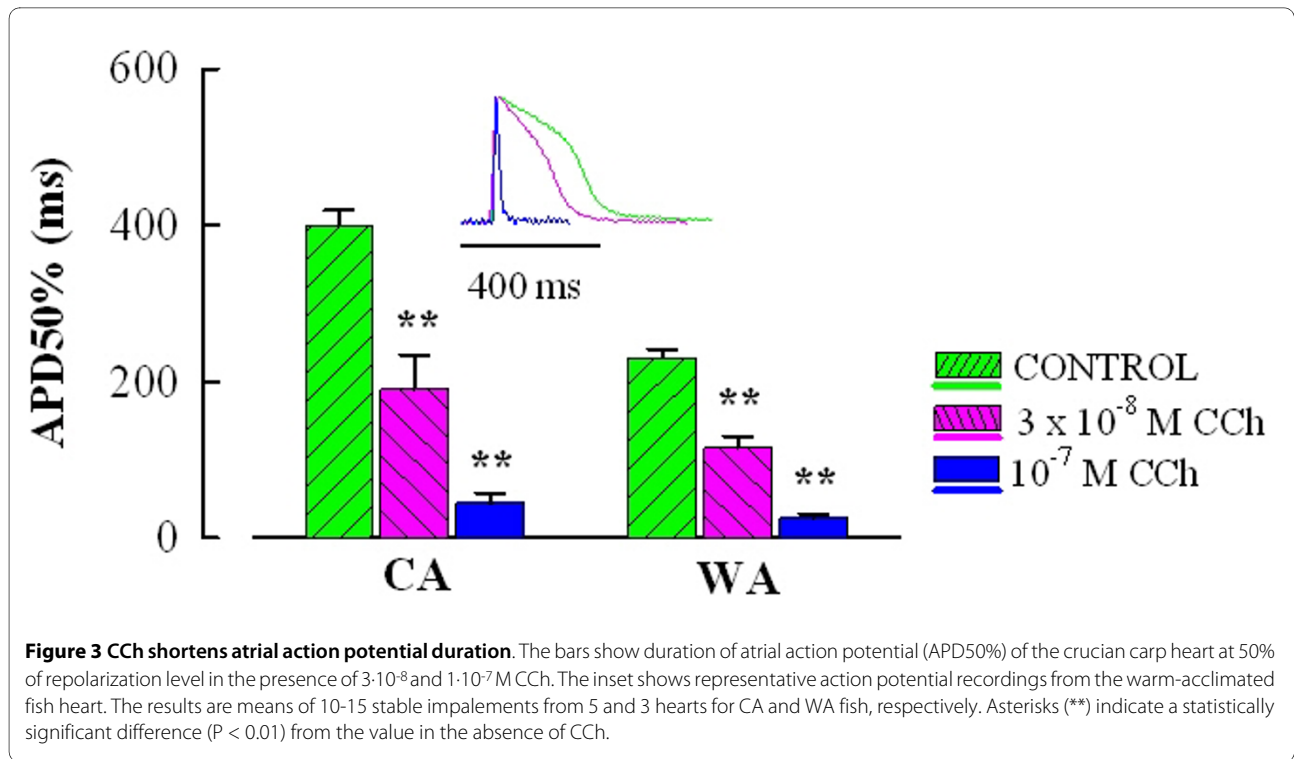 600
400
200
0
APD50% (ms)
400 ms
**
**
**
**
CA
WA
CONTROL
3 x 10⁻⁸ M CCh
10⁻⁷ M CCh
Figure 3 CCh shortens atrial action potential duration. The bars show duration of atrial action potential (APD50%) of the crucian carp heart at 50%
of repolarization level in the presence of 3·10⁻⁸ and 1·10⁻⁷ M CCh. The inset shows representative action potential recordings from the warm-acclimated
fish heart. The results are means of 10-15 stable impalements from 5 and 3 hearts for CA and WA fish, respectively. Asterisks (**) indicate a statistically
significant difference (P < 0.01) from the value in the absence of CCh.